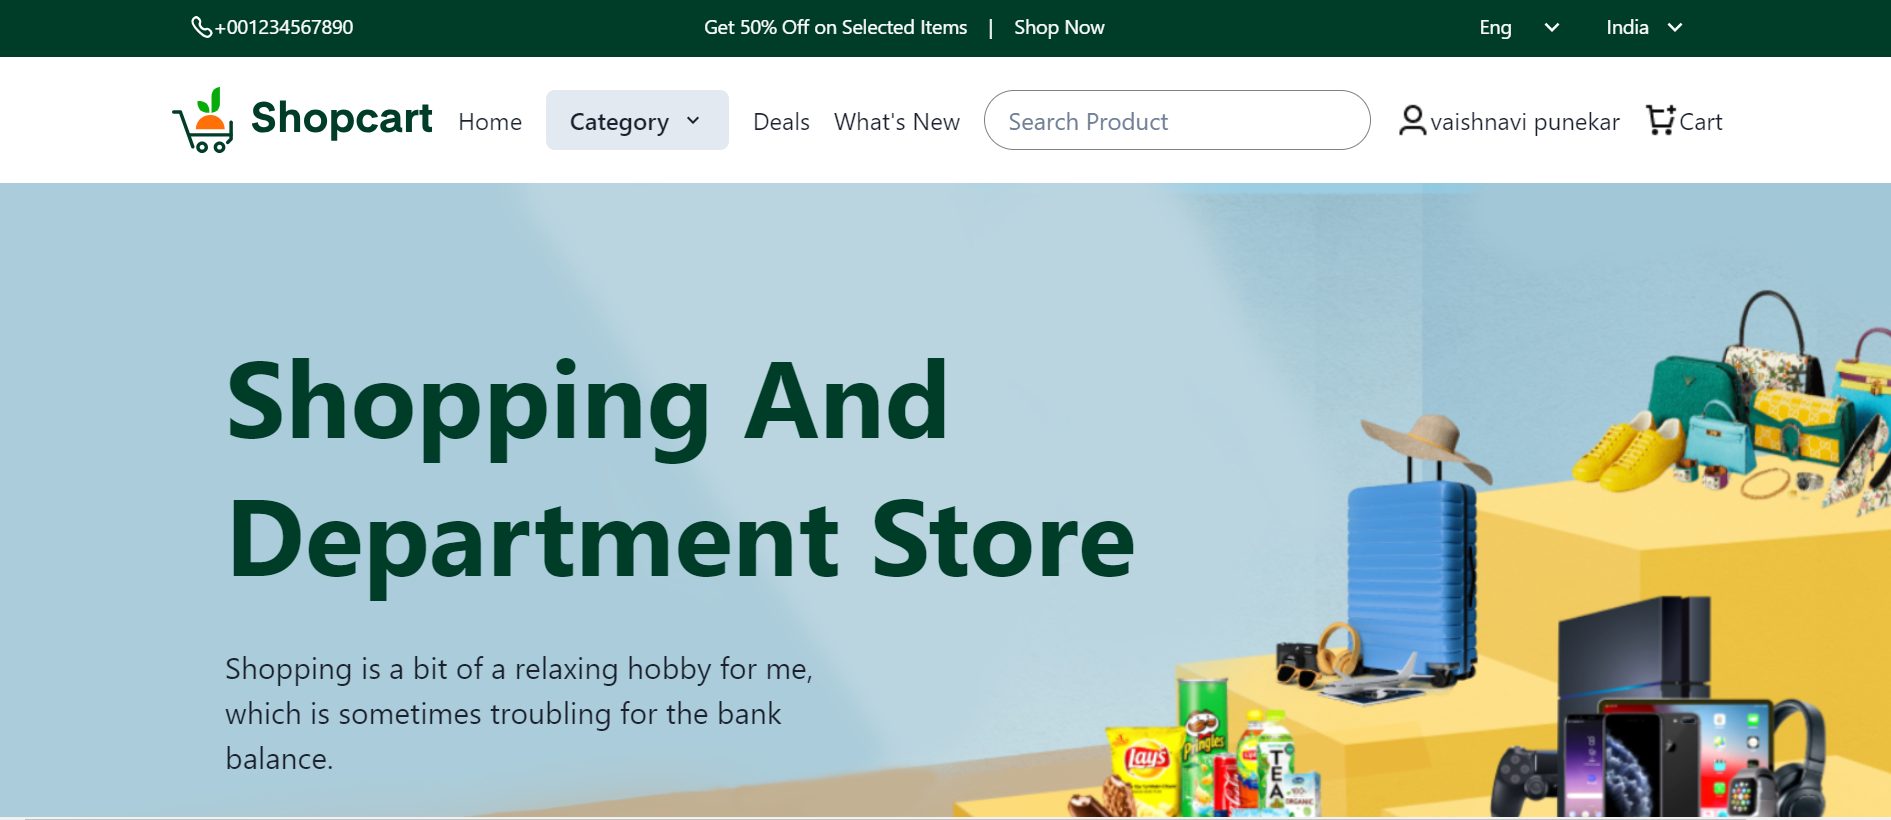 +001234567890
Get 50% Off on Selected Items | Shop Now
Eng
India
Shopcart
Home
Category
Deals
What's New
Search Product
vaishnavi punekar
Cart
Shopping And
Department Store
Shopping is a bit of a relaxing hobby for me,
which is sometimes troubling for the bank
balance.
Lay's
Pringles
TEA
ORGANIC